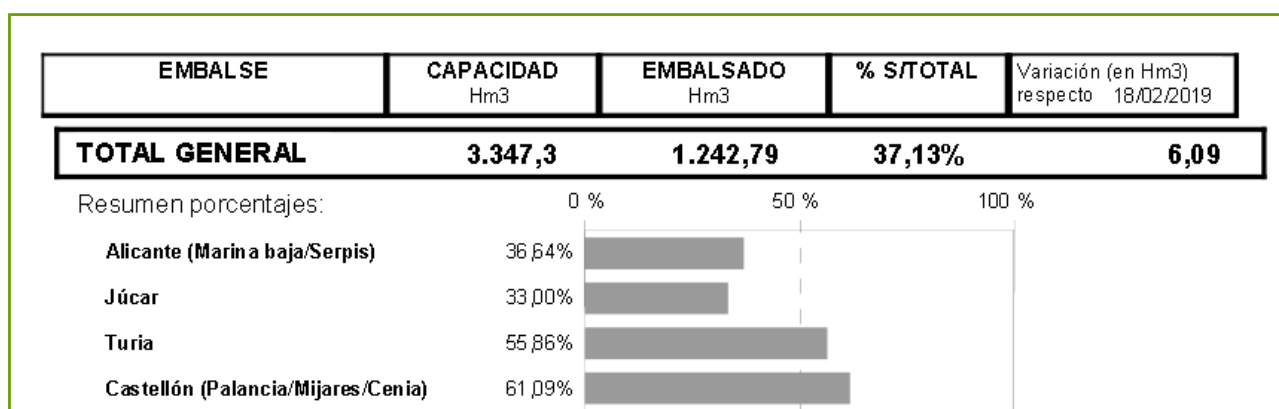 EMBALSE CAPACIDAD EMBALSADO % S/TOTAL Variación (en Hm3)
Hm3 Hm3 respecto 18/02/2019
TOTAL GENERAL 3.347,3 1.242,79 37,13% 6,09
Resumen porcentajes: 0 % 50 % 100 %
Alicante (Marina baja/Serpis) 36,64%
Júcar 33,00%
Turia 55,86%
Castellón (Palancia/Mijares/Cenia) 61,09%